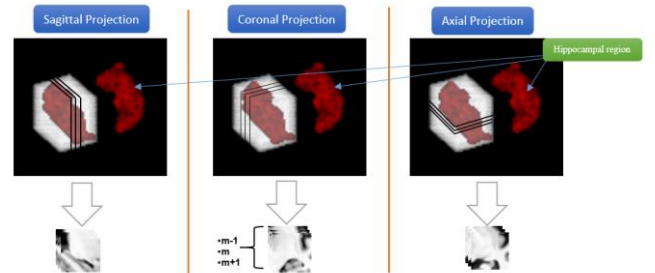 Sagittal Projection
Coronal Projection
Axial Projection
Hippocampal region
•m-1
•m
•m+1